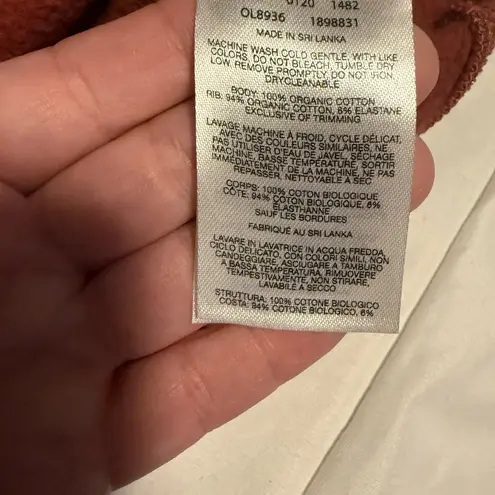 0120 1482
OL8936 1898831
MADE IN SRI LANKA
MACHINE WASH COLD GENTLE, WITH LIKE
COLORS, DO NOT BLEACH, TUMBLE DRY
LOW, REMOVE PROMPTLY, DO NOT IRON,
DRYCLEANABLE
BODY: 100% ORGANIC COTTON
RIB: 94% ORGANIC COTTON, 6% ELASTANE
EXCLUSIVE OF TRIMMING
LAVAGE MACHINE À FROID, CYCLE DÉLICAT,
AVEC DES COULEURS SIMILAIRES, NE
PAS UTILISER D'EAU DE JAVEL, SÉCHAGE
MACHINE, BASSE TEMPÉRATURE, SORTIR
IMMÉDIATEMENT DE LA MACHINE, NE PAS
REPASSER, NETTOYABLE A SEC
CORPS: 100% COTON BIOLOGIQUE
CÔTE: 94% COTON BIOLOGIQUE, 6%
ÉLASTHANNE
SAUF LES BORDURES
FABRIQUÉ AU SRI LANKA
LAVARE IN LAVATRICE IN ACQUA FREDDA,
CICLO DELICATO, CON COLORI SIMILI, NON
CANDEGGIARE, ASCIUGARE A TAMBURO
A BASSA TEMPERATURA, RIMUOVERE
TEMPESTIVAMENTE, NON STIRARE,
LAVABILE A SECCO
STRUTTURA: 100% COTONE BIOLOGICO
COSTA: 94% COTONE BIOLOGICO, 6%